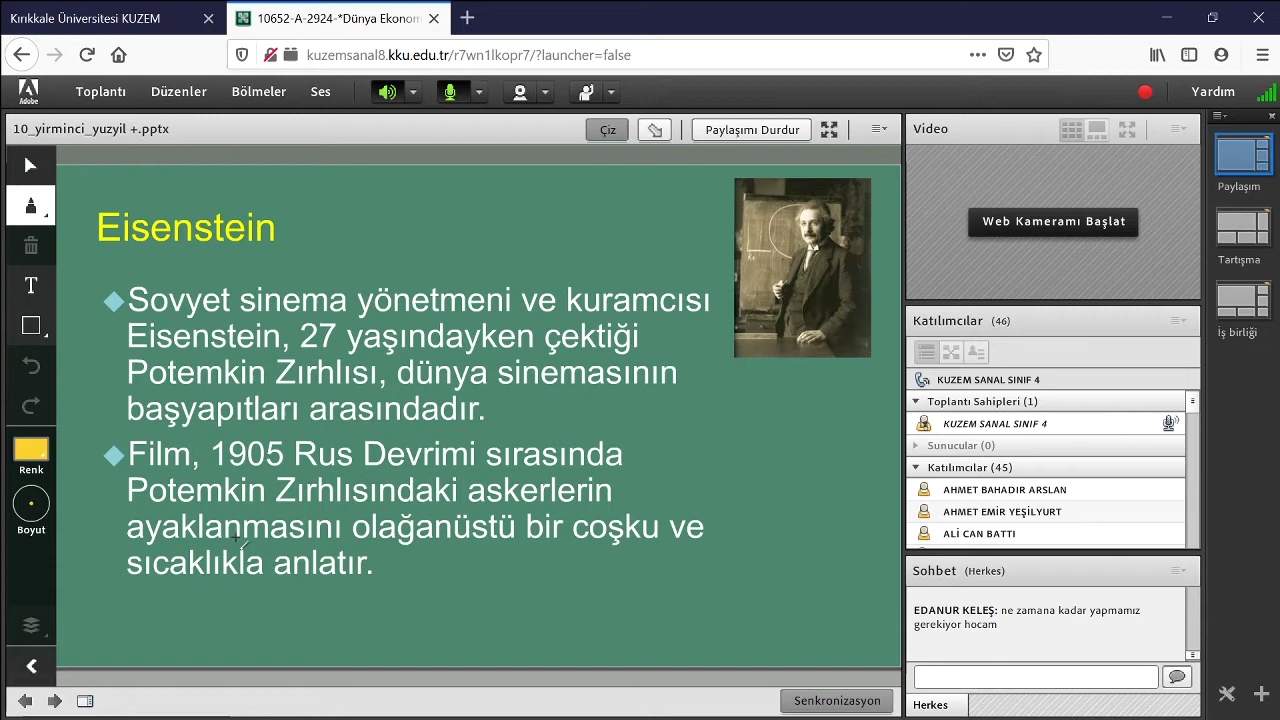 Kırıkkale Üniversitesi KUZEM
10652-A-2924-*Dünya Ekonom
kuzemsanal8.kku.edu.tr/r7wn1lkopr7/?launcher=false
Adobe
Toplantı Düzenler Bölmeler Ses Yardım
10_yirminci_yuzyil +.pptx Çiz Paylaşımı Durdur
Eisenstein
Sovyet sinema yönetmeni ve kuramcısı
Eisenstein, 27 yaşındayken çektiği
Potemkin Zırhlısı, dünya sinemasının
başyapıtları arasındadır.
Film, 1905 Rus Devrimi sırasında
Potemkin Zırhlısındaki askerlerin
ayaklanmasını olağanüstü bir coşku ve
sıcaklıkla anlatır.
T
Renk
Boyut
Senkronizasyon
Video
Web Kameramı Başlat
Katılımcılar (46)
KUZEM SANAL SINIF 4
Toplantı Sahipleri (1)
KUZEM SANAL SINIF 4
Sunucular (0)
Katılımcılar (45)
AHMET BAHADIR ARSLAN
AHMET EMİR YEŞİLYURT
ALİ CAN BATTI
Sohbet (Herkes)
EDANUR KELEŞ: ne zamana kadar yapmamız
gerekiyor hocam
Herkes
Paylaşım
Tartışma
İş birliği